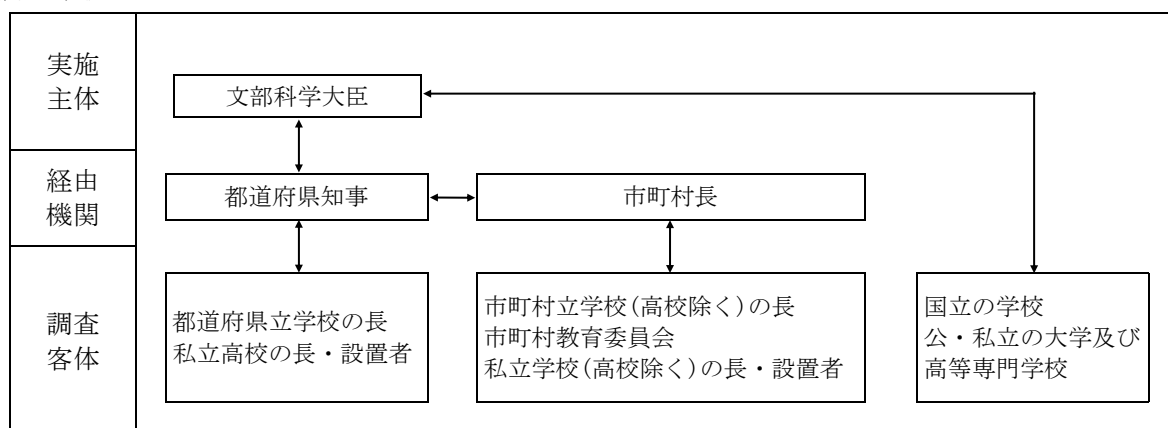 実施
主体
文部科学大臣
経由
機関
都道府県知事
市町村長
調査
客体
都道府県立学校の長
私立高校の長・設置者
市町村立学校(高校除く)の長
市町村教育委員会
私立学校(高校除く)の長・設置者
国立の学校
公・私立の大学及び
高等専門学校